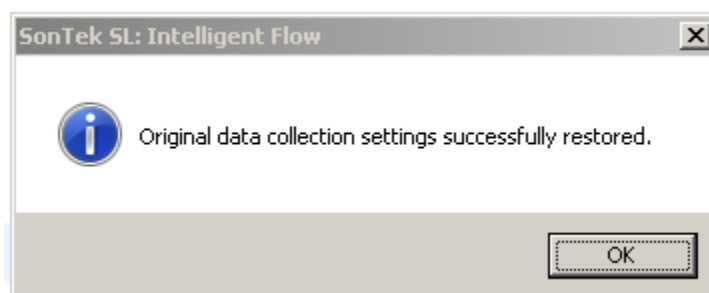 SonTek SL: Intelligent Flow
Original data collection settings successfully restored.
OK